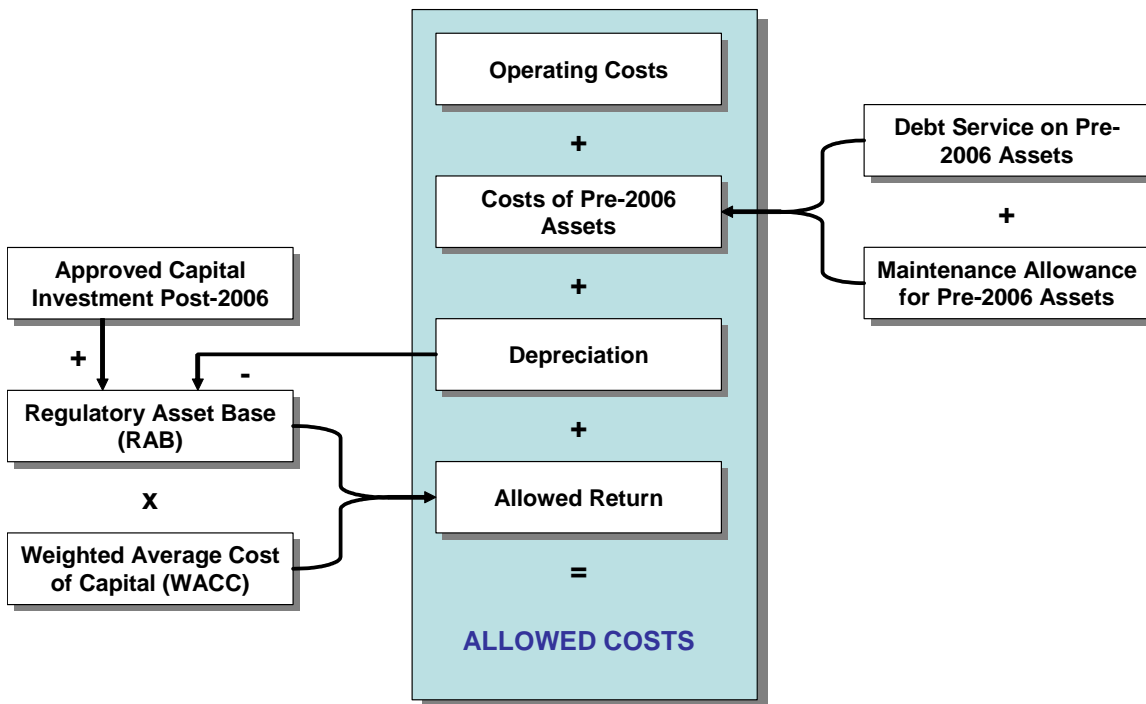 Operating Costs
+
Costs of Pre-2006
Assets
+
Depreciation
+
Allowed Return
=
ALLOWED COSTS
Debt Service on Pre-
2006 Assets
+
Maintenance Allowance
for Pre-2006 Assets
Approved Capital
Investment Post-2006
+
-
Regulatory Asset Base
(RAB)
x
Weighted Average Cost
of Capital (WACC)